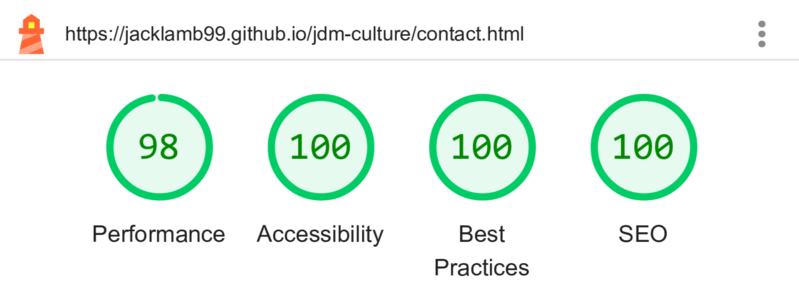 https://jacklamb99.github.io/jdm-culture/contact.html
98 100 100 100
Performance Accessibility Best Practices SEO